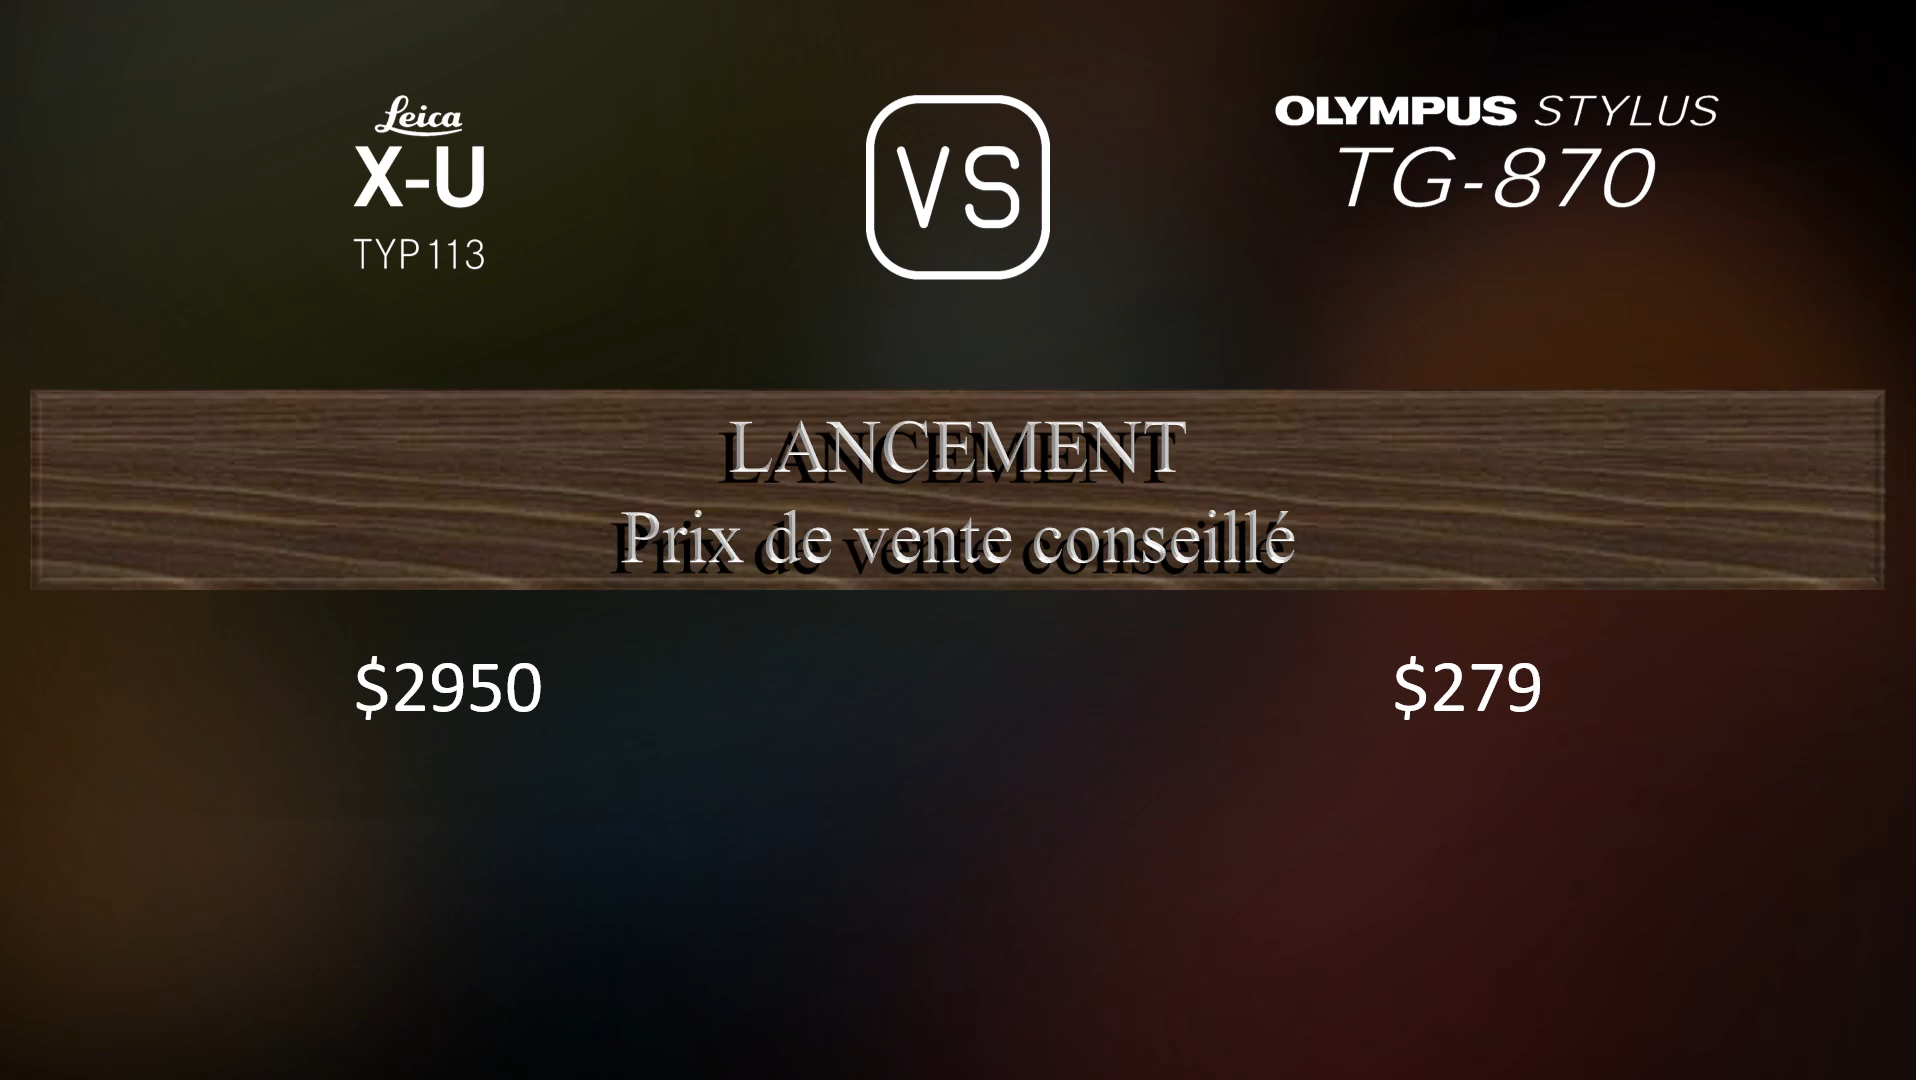 Leica
X-U
TYP 113
VS
OLYMPUS STYLUS
TG-870
LANCEMENT
Prix de vente conseillé
$2950
$279